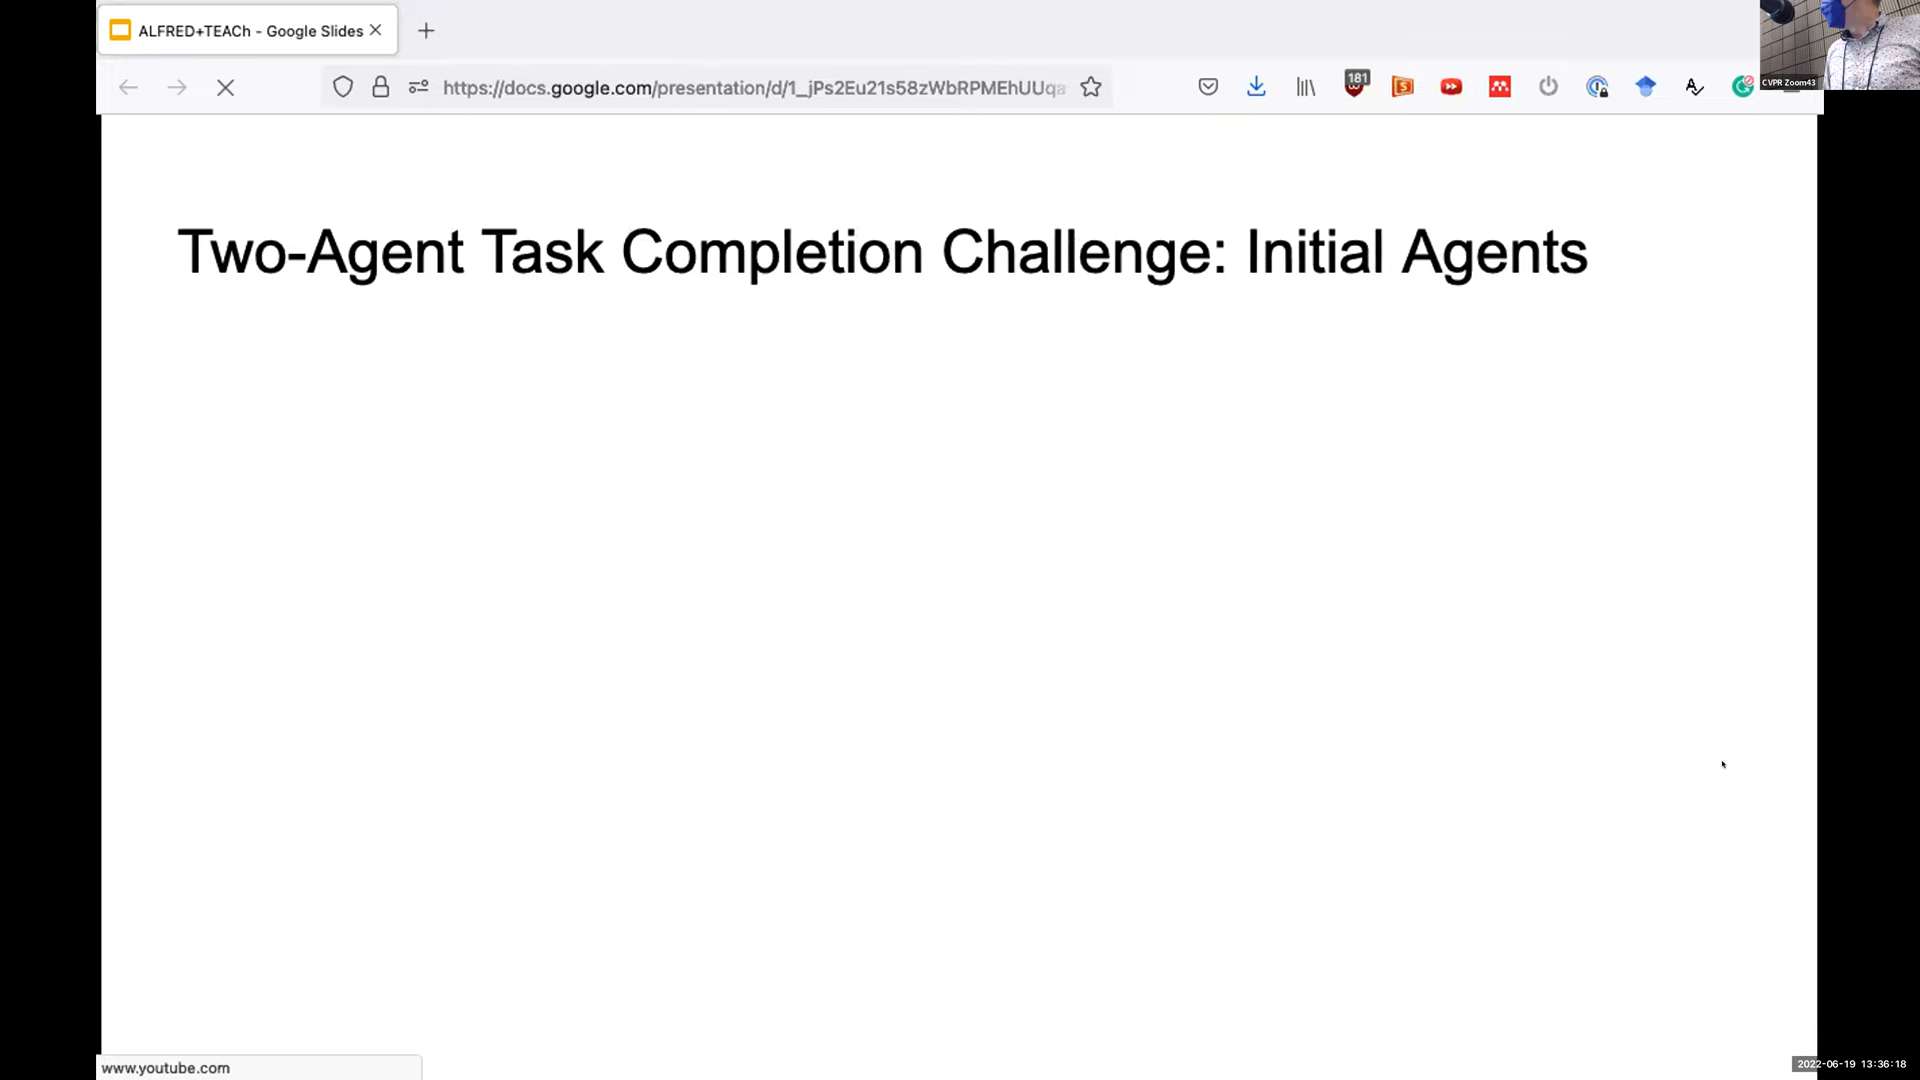 ALFRED+TEACh - Google Slides
https://docs.google.com/presentation/d/1_jPs2Eu21s58zWbRPMEhUUqa
181
CVPR Zoom43
Two-Agent Task Completion Challenge: Initial Agents
www.youtube.com
2022-06-19 13:36:18